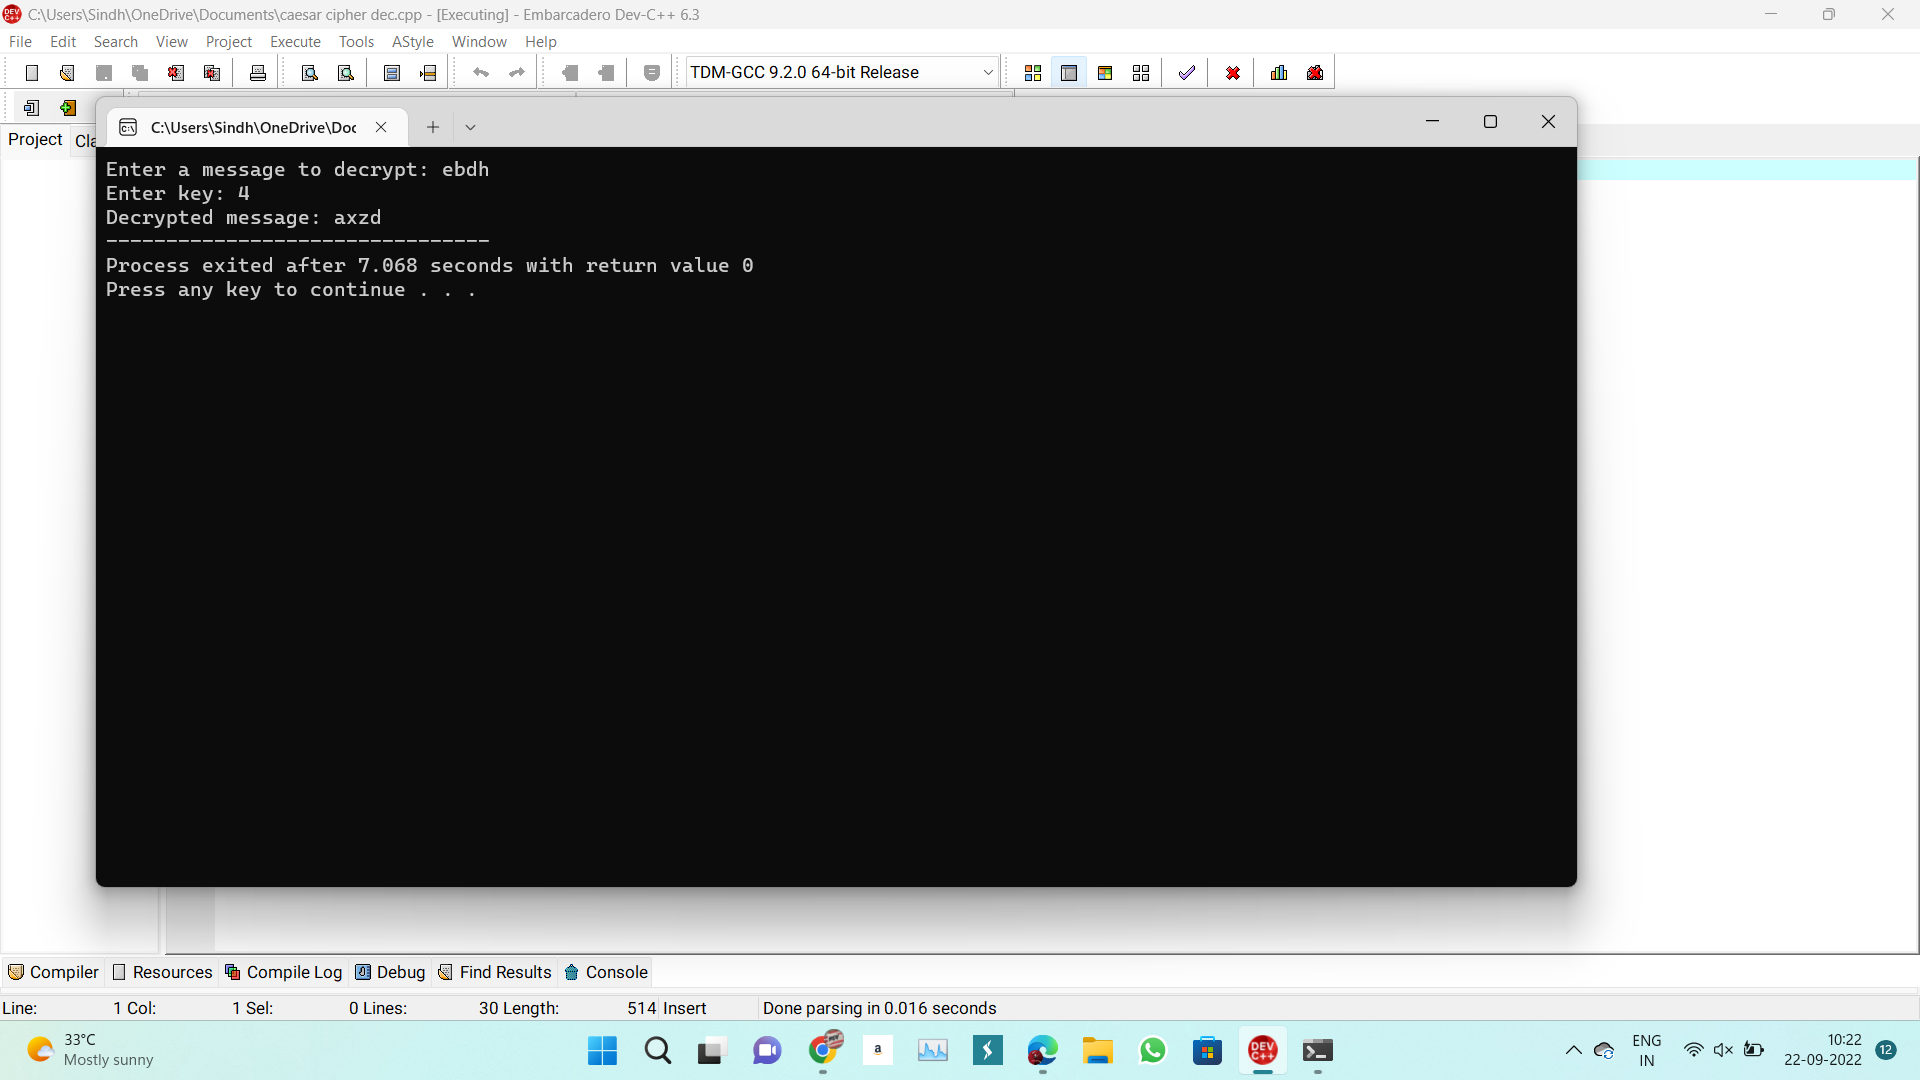 C:\Users\Sindh\OneDrive\Documents\caesar cipher dec.cpp - [Executing] - Embarcadero Dev-C++ 6.3
File Edit Search View Project Execute Tools AStyle Window Help
TDM-GCC 9.2.0 64-bit Release
C:\Users\Sindh\OneDrive\Doc
Project Cla
Enter a message to decrypt: ebdh
Enter key: 4
Decrypted message: axzd
--------------------------------
Process exited after 7.068 seconds with return value 0
Press any key to continue . . .
Compiler Resources Compile Log Debug Find Results Console
Line: 1 Col: 1 Sel: 0 Lines: 30 Length: 514 Insert Done parsing in 0.016 seconds
33°C
Mostly sunny
DEV
C++
ENG
IN
10:22
22-09-2022
12